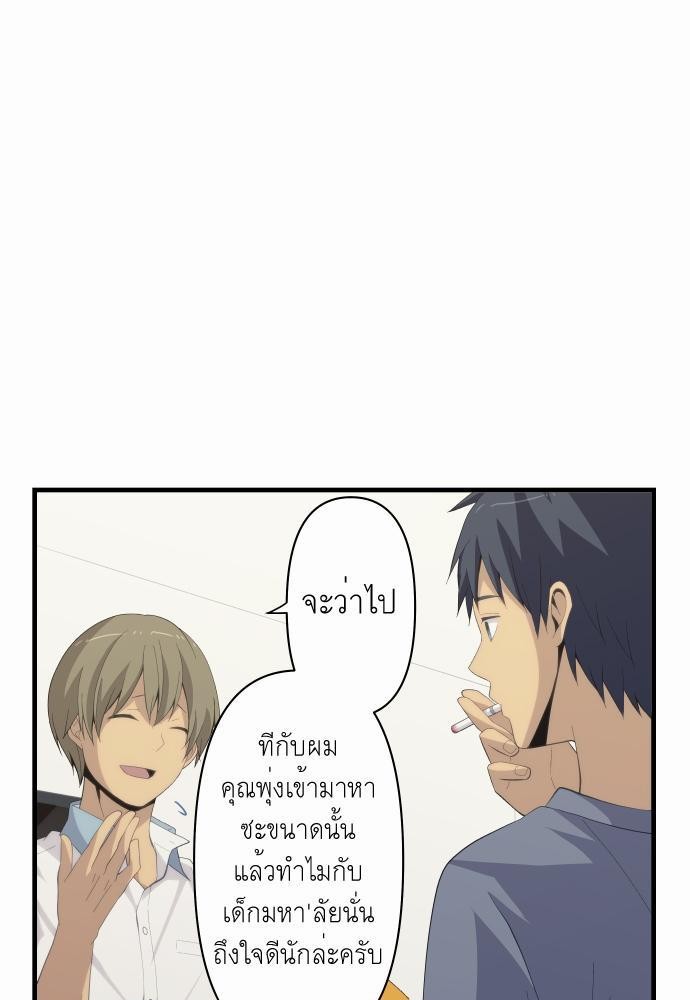 จะว่าไป
ทีกับผม
คุณพุ่งเข้ามาหา
ซะขนาดนั้น
แล้วทำไมกับ
เด็กมหา'ลัยนั่น
ถึงใจดีนักล่ะครับ